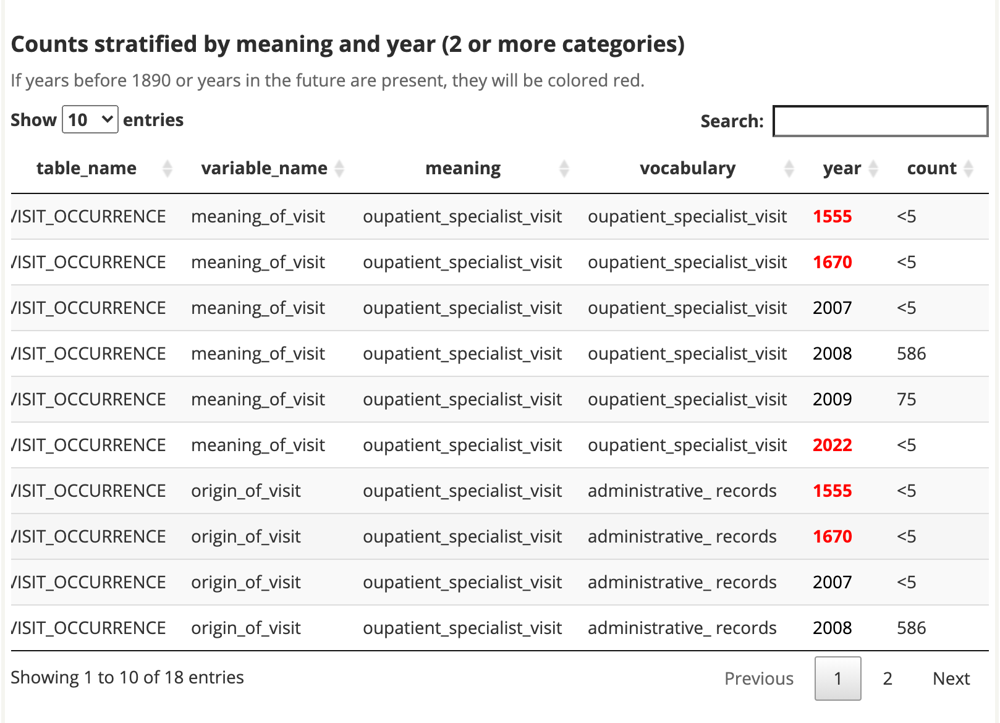 Counts stratified by meaning and year (2 or more categories)
If years before 1890 or years in the future are present, they will be colored red.
Show 10 entries Search:
table_name variable_name meaning vocabulary year count
VISIT_OCCURRENCE meaning_of_visit oupatient_specialist_visit oupatient_specialist_visit 1555 <5
VISIT_OCCURRENCE meaning_of_visit oupatient_specialist_visit oupatient_specialist_visit 1670 <5
VISIT_OCCURRENCE meaning_of_visit oupatient_specialist_visit oupatient_specialist_visit 2007 <5
VISIT_OCCURRENCE meaning_of_visit oupatient_specialist_visit oupatient_specialist_visit 2008 586
VISIT_OCCURRENCE meaning_of_visit oupatient_specialist_visit oupatient_specialist_visit 2009 75
VISIT_OCCURRENCE meaning_of_visit oupatient_specialist_visit oupatient_specialist_visit 2022 <5
VISIT_OCCURRENCE origin_of_visit oupatient_specialist_visit administrative_ records 1555 <5
VISIT_OCCURRENCE origin_of_visit oupatient_specialist_visit administrative_ records 1670 <5
VISIT_OCCURRENCE origin_of_visit oupatient_specialist_visit administrative_ records 2007 <5
VISIT_OCCURRENCE origin_of_visit oupatient_specialist_visit administrative_ records 2008 586
Showing 1 to 10 of 18 entries Previous 1 2 Next